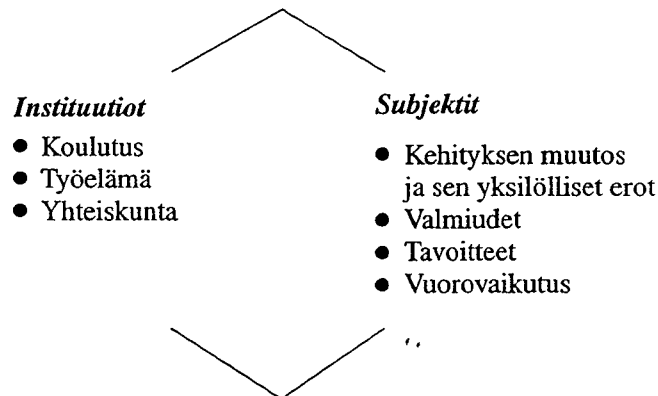 Instituutiot
● Koulutus
● Työelämä
● Yhteiskunta
Subjektit
● Kehityksen muutos
ja sen yksilölliset erot
● Valmiudet
● Tavoitteet
● Vuorovaikutus